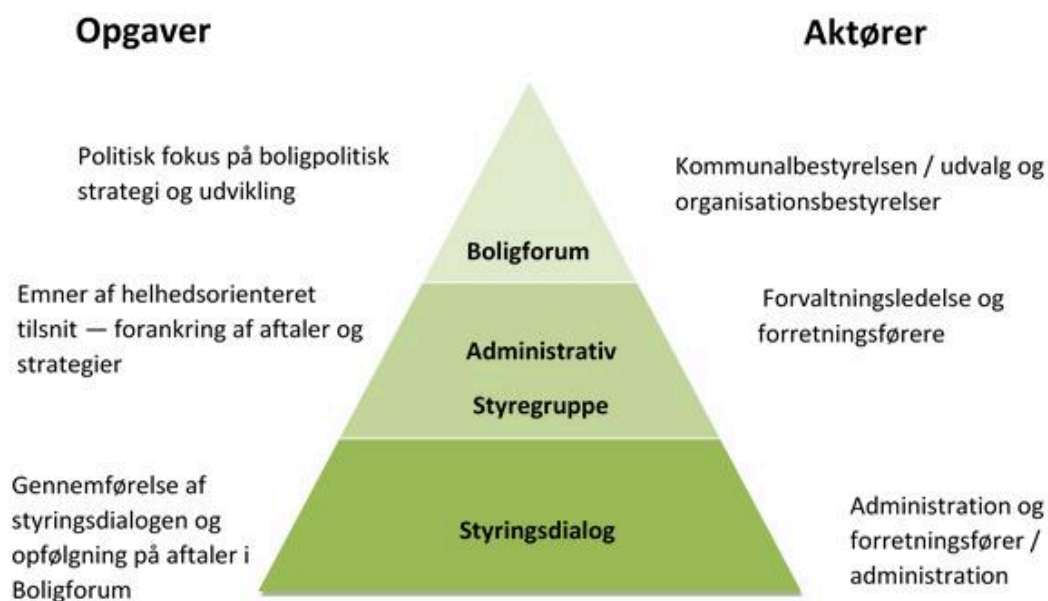 Opgaver
Aktører
Politisk fokus på boligpolitisk
strategi og udvikling
Kommunalbestyrelsen / udvalg og
organisationsbestyrelser
Boligforum
Emner af helhedsorienteret
tilsnit — forankring af aftaler og
strategier
Administrativ
Styregruppe
Forvaltningsledelse og
forretningsførere
Gennemførelse af
styringsdialogen og
opfølgning på aftaler i
Boligforum
Styringsdialog
Administration og
forretningsfører /
administration